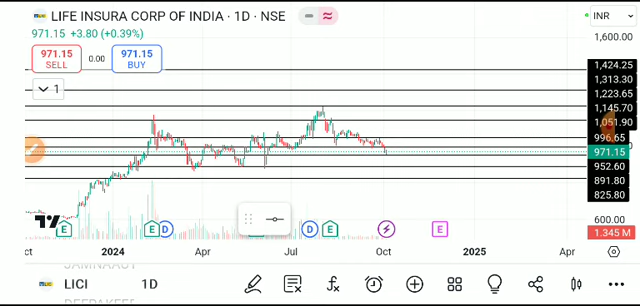 LIFE INSURA CORP OF INDIA · 1D · NSE
971.15 +3.80 (+0.39%)
971.15
SELL
0.00
971.15
BUY
1
INR
1,600.00
1,424.25
1,313.30
1,223.65
1,145.70
1,051.90
996.65
971.15
952.60
891.80
825.80
600.00
1.345 M
E
E
D
D
E
E
2024
Apr
Jul
Oct
2025
Apr
LICI
1D